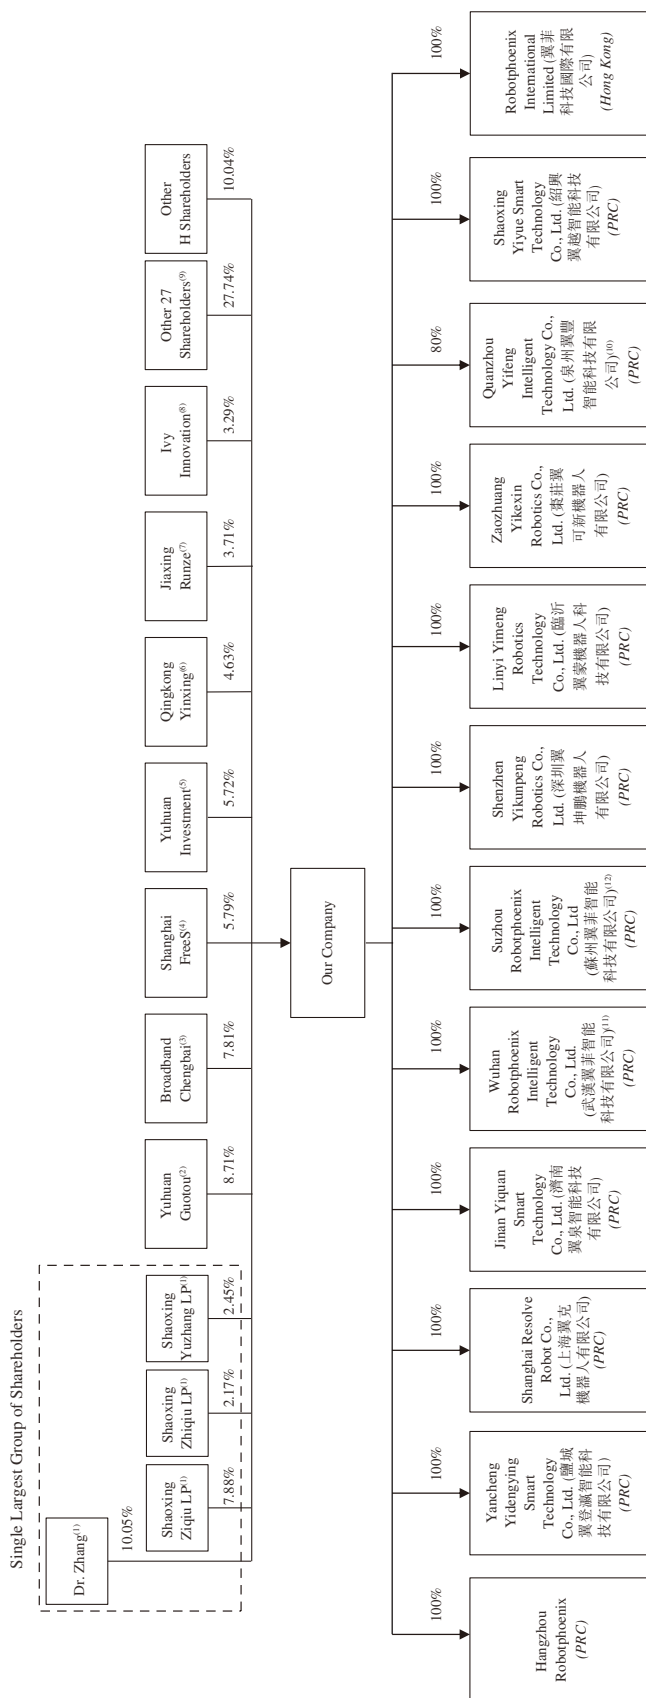 Single Largest Group of Shareholders
Dr. Zhang(1)
10.05%
Shaoxing
Ziqiu LP(1)
7.88%
Shaoxing
Zhiqiu LP(1)
2.17%
Shaoxing
Yuzhang LP(1)
2.45%
Yuhuan
Guotou(2)
8.71%
Broadband
Chengbai(3)
7.81%
Shanghai
FreeS(4)
5.79%
Yuhuan
Investment(5)
5.72%
Qingkong
Yinxing(6)
4.63%
Jiaxing
Runze(7)
3.71%
Ivy
Innovation(8)
3.29%
Other 27
Shareholders(9)
27.74%
Other
H Shareholders
10.04%
Our Company
100%
Hangzhou
Robotphoenix
(PRC)
100%
Yancheng
Yidengying
Smart
Technology
Co., Ltd. (鹽城
翼登瀛智能科
技有限公司)
(PRC)
100%
Shanghai Resolve
Robot Co.,
Ltd. (上海翼克
機器人有限公司)
(PRC)
100%
Jinan Yiquan
Smart
Technology
Co., Ltd. (濟南
翼泉智能科技
有限公司)
(PRC)
100%
Wuhan
Robotphoenix
Intelligent
Technology
Co., Ltd.
(武漢翼菲智能
科技有限公司)(11)
(PRC)
100%
Suzhou
Robotphoenix
Intelligent
Technology
Co., Ltd
(蘇州翼菲智能
科技有限公司)(12)
(PRC)
100%
Shenzhen
Yikunpeng
Robotics Co.,
Ltd. (深圳翼
坤鵬機器人
有限公司)
(PRC)
100%
Linyi Yimeng
Robotics
Technology
Co., Ltd. (臨沂
翼蒙機器人科
技有限公司)
(PRC)
100%
Zaozhuang
Yikexin
Robotics Co.,
Ltd. (棗莊翼
可新機器人
有限公司)
(PRC)
80%
Quanzhou
Yifeng
Intelligent
Technology Co.,
Ltd. (泉州翼豐
智能科技有限
公司)(10)
(PRC)
100%
Shaoxing
Yiyue Smart
Technology
Co., Ltd. (紹興
翼越智能科技
有限公司)
(PRC)
100%
Robotphoenix
International
Limited (翼菲
科技國際有限
公司)
(Hong Kong)